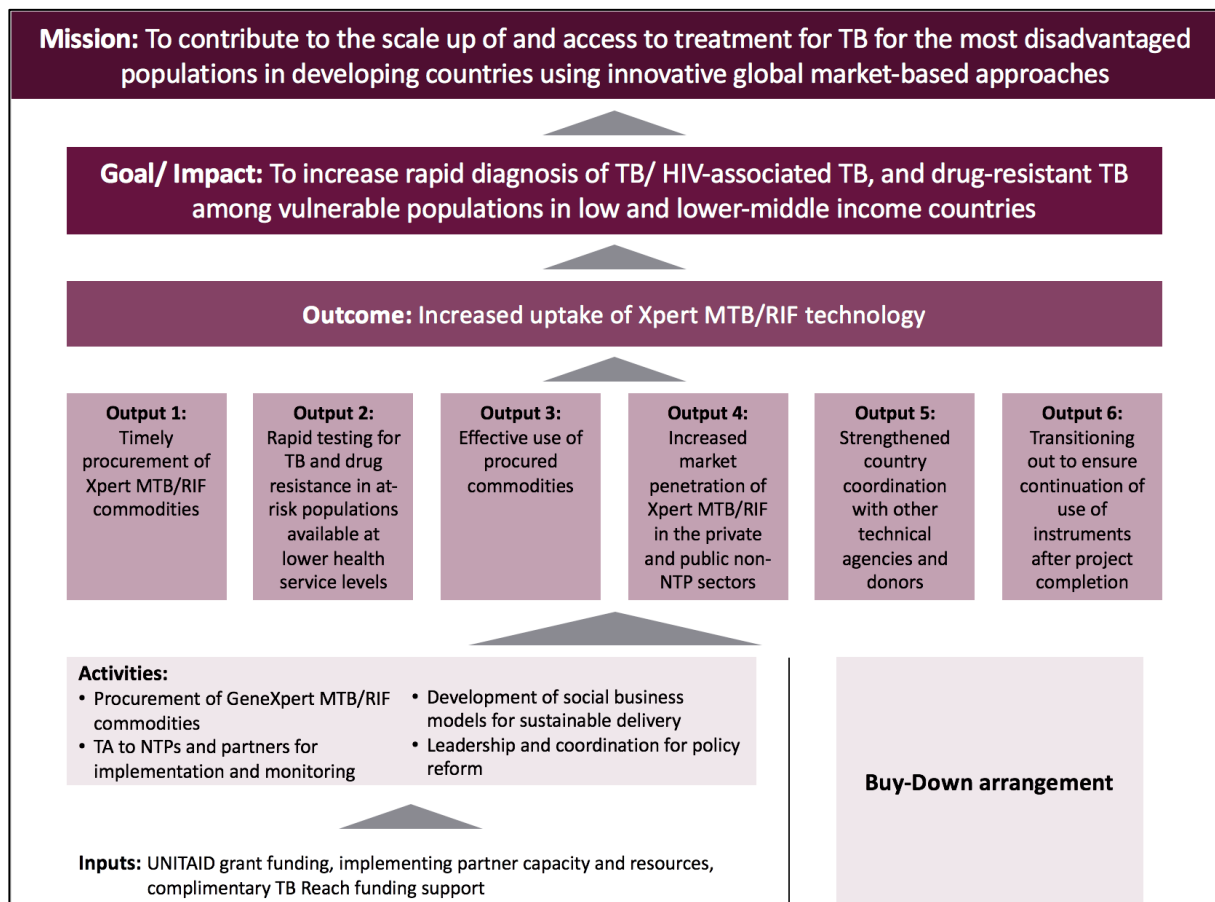 Mission: To contribute to the scale up of and access to treatment for TB for the most disadvantaged
populations in developing countries using innovative global market-based approaches
Goal/ Impact: To increase rapid diagnosis of TB/ HIV-associated TB, and drug-resistant TB
among vulnerable populations in low and lower-middle income countries
Outcome: Increased uptake of Xpert MTB/RIF technology
Output 1:
Timely
procurement of
Xpert MTB/RIF
commodities
Output 2:
Rapid testing for
TB and drug
resistance in at-
risk populations
available at
lower health
service levels
Output 3:
Effective use of
procured
commodities
Output 4:
Increased
market
penetration of
Xpert MTB/RIF
in the private
and public non-
NTP sectors
Output 5:
Strengthened
country
coordination
with other
technical
agencies and
donors
Output 6:
Transitioning
out to ensure
continuation of
use of
instruments
after project
completion
Activities:
• Procurement of GeneXpert MTB/RIF
commodities
• TA to NTPs and partners for
implementation and monitoring
• Development of social business
models for sustainable delivery
• Leadership and coordination for policy
reform
Buy-Down arrangement
Inputs: UNITAID grant funding, implementing partner capacity and resources,
complimentary TB Reach funding support